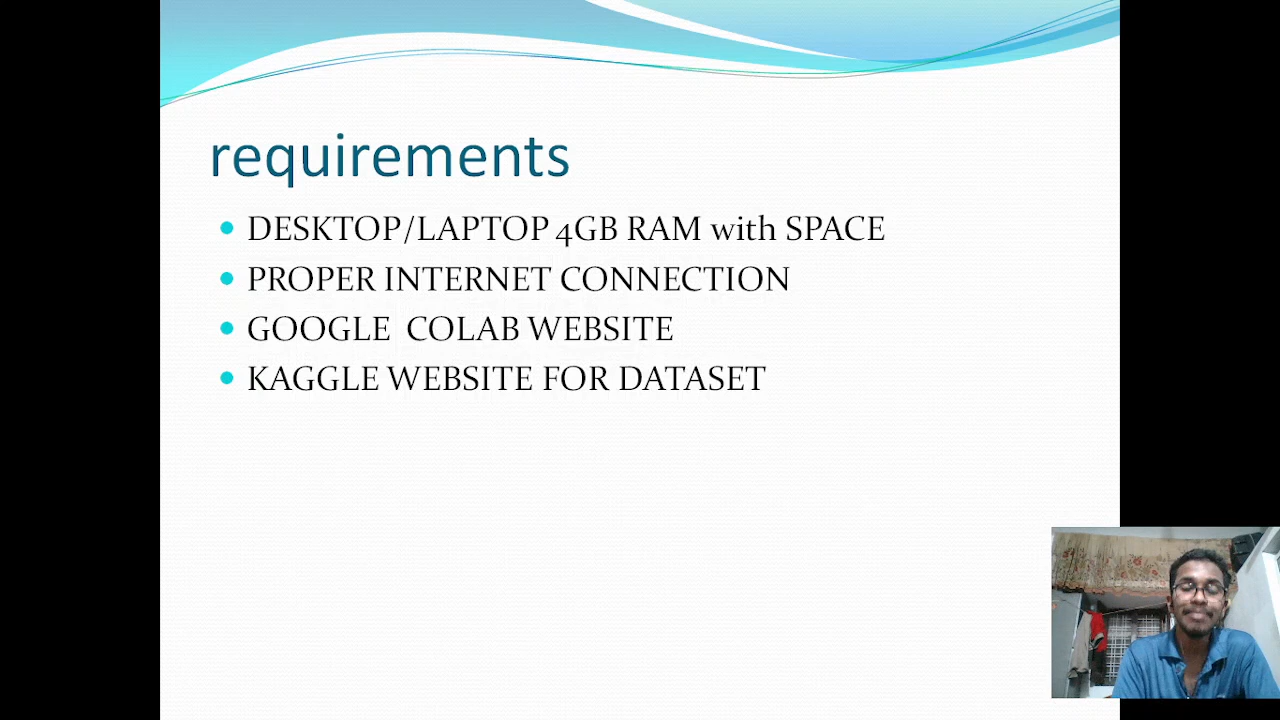 requirements
DESKTOP/LAPTOP 4GB RAM with SPACE
PROPER INTERNET CONNECTION
GOOGLE COLAB WEBSITE
KAGGLE WEBSITE FOR DATASET